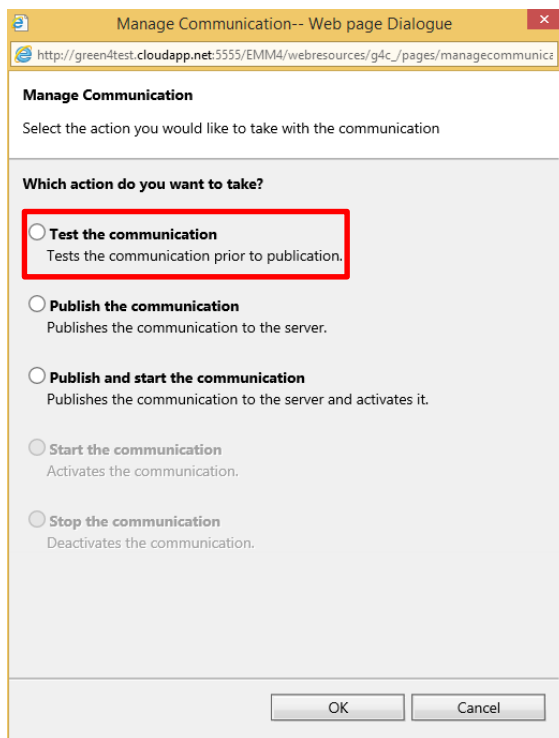 Manage Communication-- Web page Dialogue
http://green4test.cloudapp.net:5555/EMM4/webresources/g4c_/pages/managecommunica
Manage Communication
Select the action you would like to take with the communication
Which action do you want to take?
Test the communication
Tests the communication prior to publication.
Publish the communication
Publishes the communication to the server.
Publish and start the communication
Publishes the communication to the server and activates it.
Start the communication
Activates the communication.
Stop the communication
Deactivates the communication.
OK Cancel